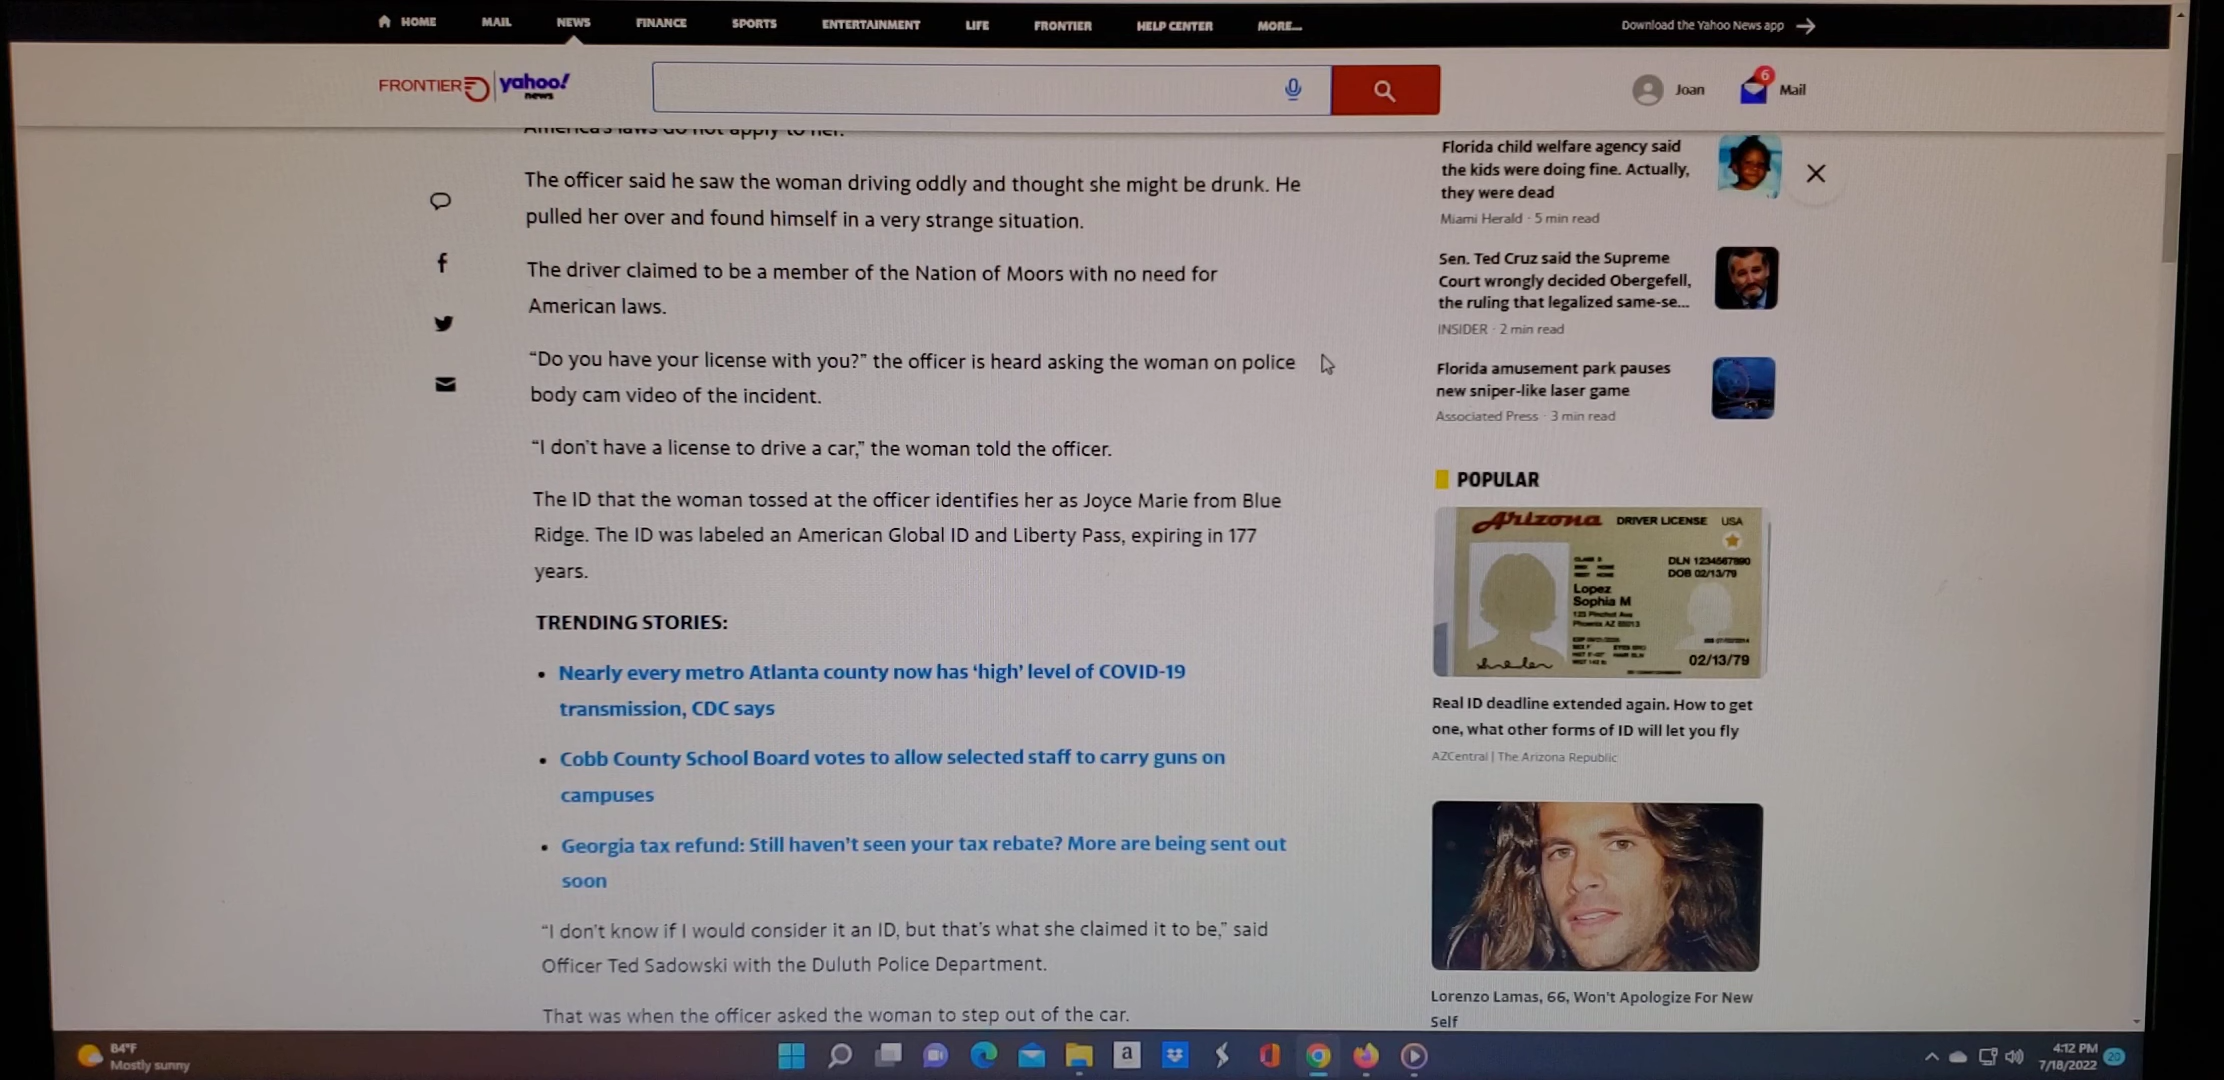 HOME MAIL NEWS FINANCE SPORTS ENTERTAINMENT LIFE FRONTIER HELP CENTER MORE...
Download the Yahoo News app
FRONTIER yahoo!
news
Joan
6
Mail
America's laws do not apply to her.
The officer said he saw the woman driving oddly and thought she might be drunk. He
pulled her over and found himself in a very strange situation.
The driver claimed to be a member of the Nation of Moors with no need for
American laws.
“Do you have your license with you?” the officer is heard asking the woman on police
body cam video of the incident.
“I don’t have a license to drive a car,” the woman told the officer.
The ID that the woman tossed at the officer identifies her as Joyce Marie from Blue
Ridge. The ID was labeled an American Global ID and Liberty Pass, expiring in 177
years.
TRENDING STORIES:
• Nearly every metro Atlanta county now has ‘high’ level of COVID-19
transmission, CDC says
• Cobb County School Board votes to allow selected staff to carry guns on
campuses
• Georgia tax refund: Still haven’t seen your tax rebate? More are being sent out
soon
“I don’t know if I would consider it an ID, but that’s what she claimed it to be,” said
Officer Ted Sadowski with the Duluth Police Department.
That was when the officer asked the woman to step out of the car.
Florida child welfare agency said
the kids were doing fine. Actually,
they were dead
Miami Herald · 5 min read
Sen. Ted Cruz said the Supreme
Court wrongly decided Obergefell,
the ruling that legalized same-se...
INSIDER · 2 min read
Florida amusement park pauses
new sniper-like laser game
Associated Press · 3 min read
POPULAR
Arizona DRIVER LICENSE USA
DLN 1234567890
DOB 02/13/79
Lopez
Sophia M
02/13/79
Real ID deadline extended again. How to get
one, what other forms of ID will let you fly
AZCentral | The Arizona Republic
Lorenzo Lamas, 66, Won't Apologize For New
Self
84°F
Mostly sunny
a
4:12 PM
7/18/2022
20